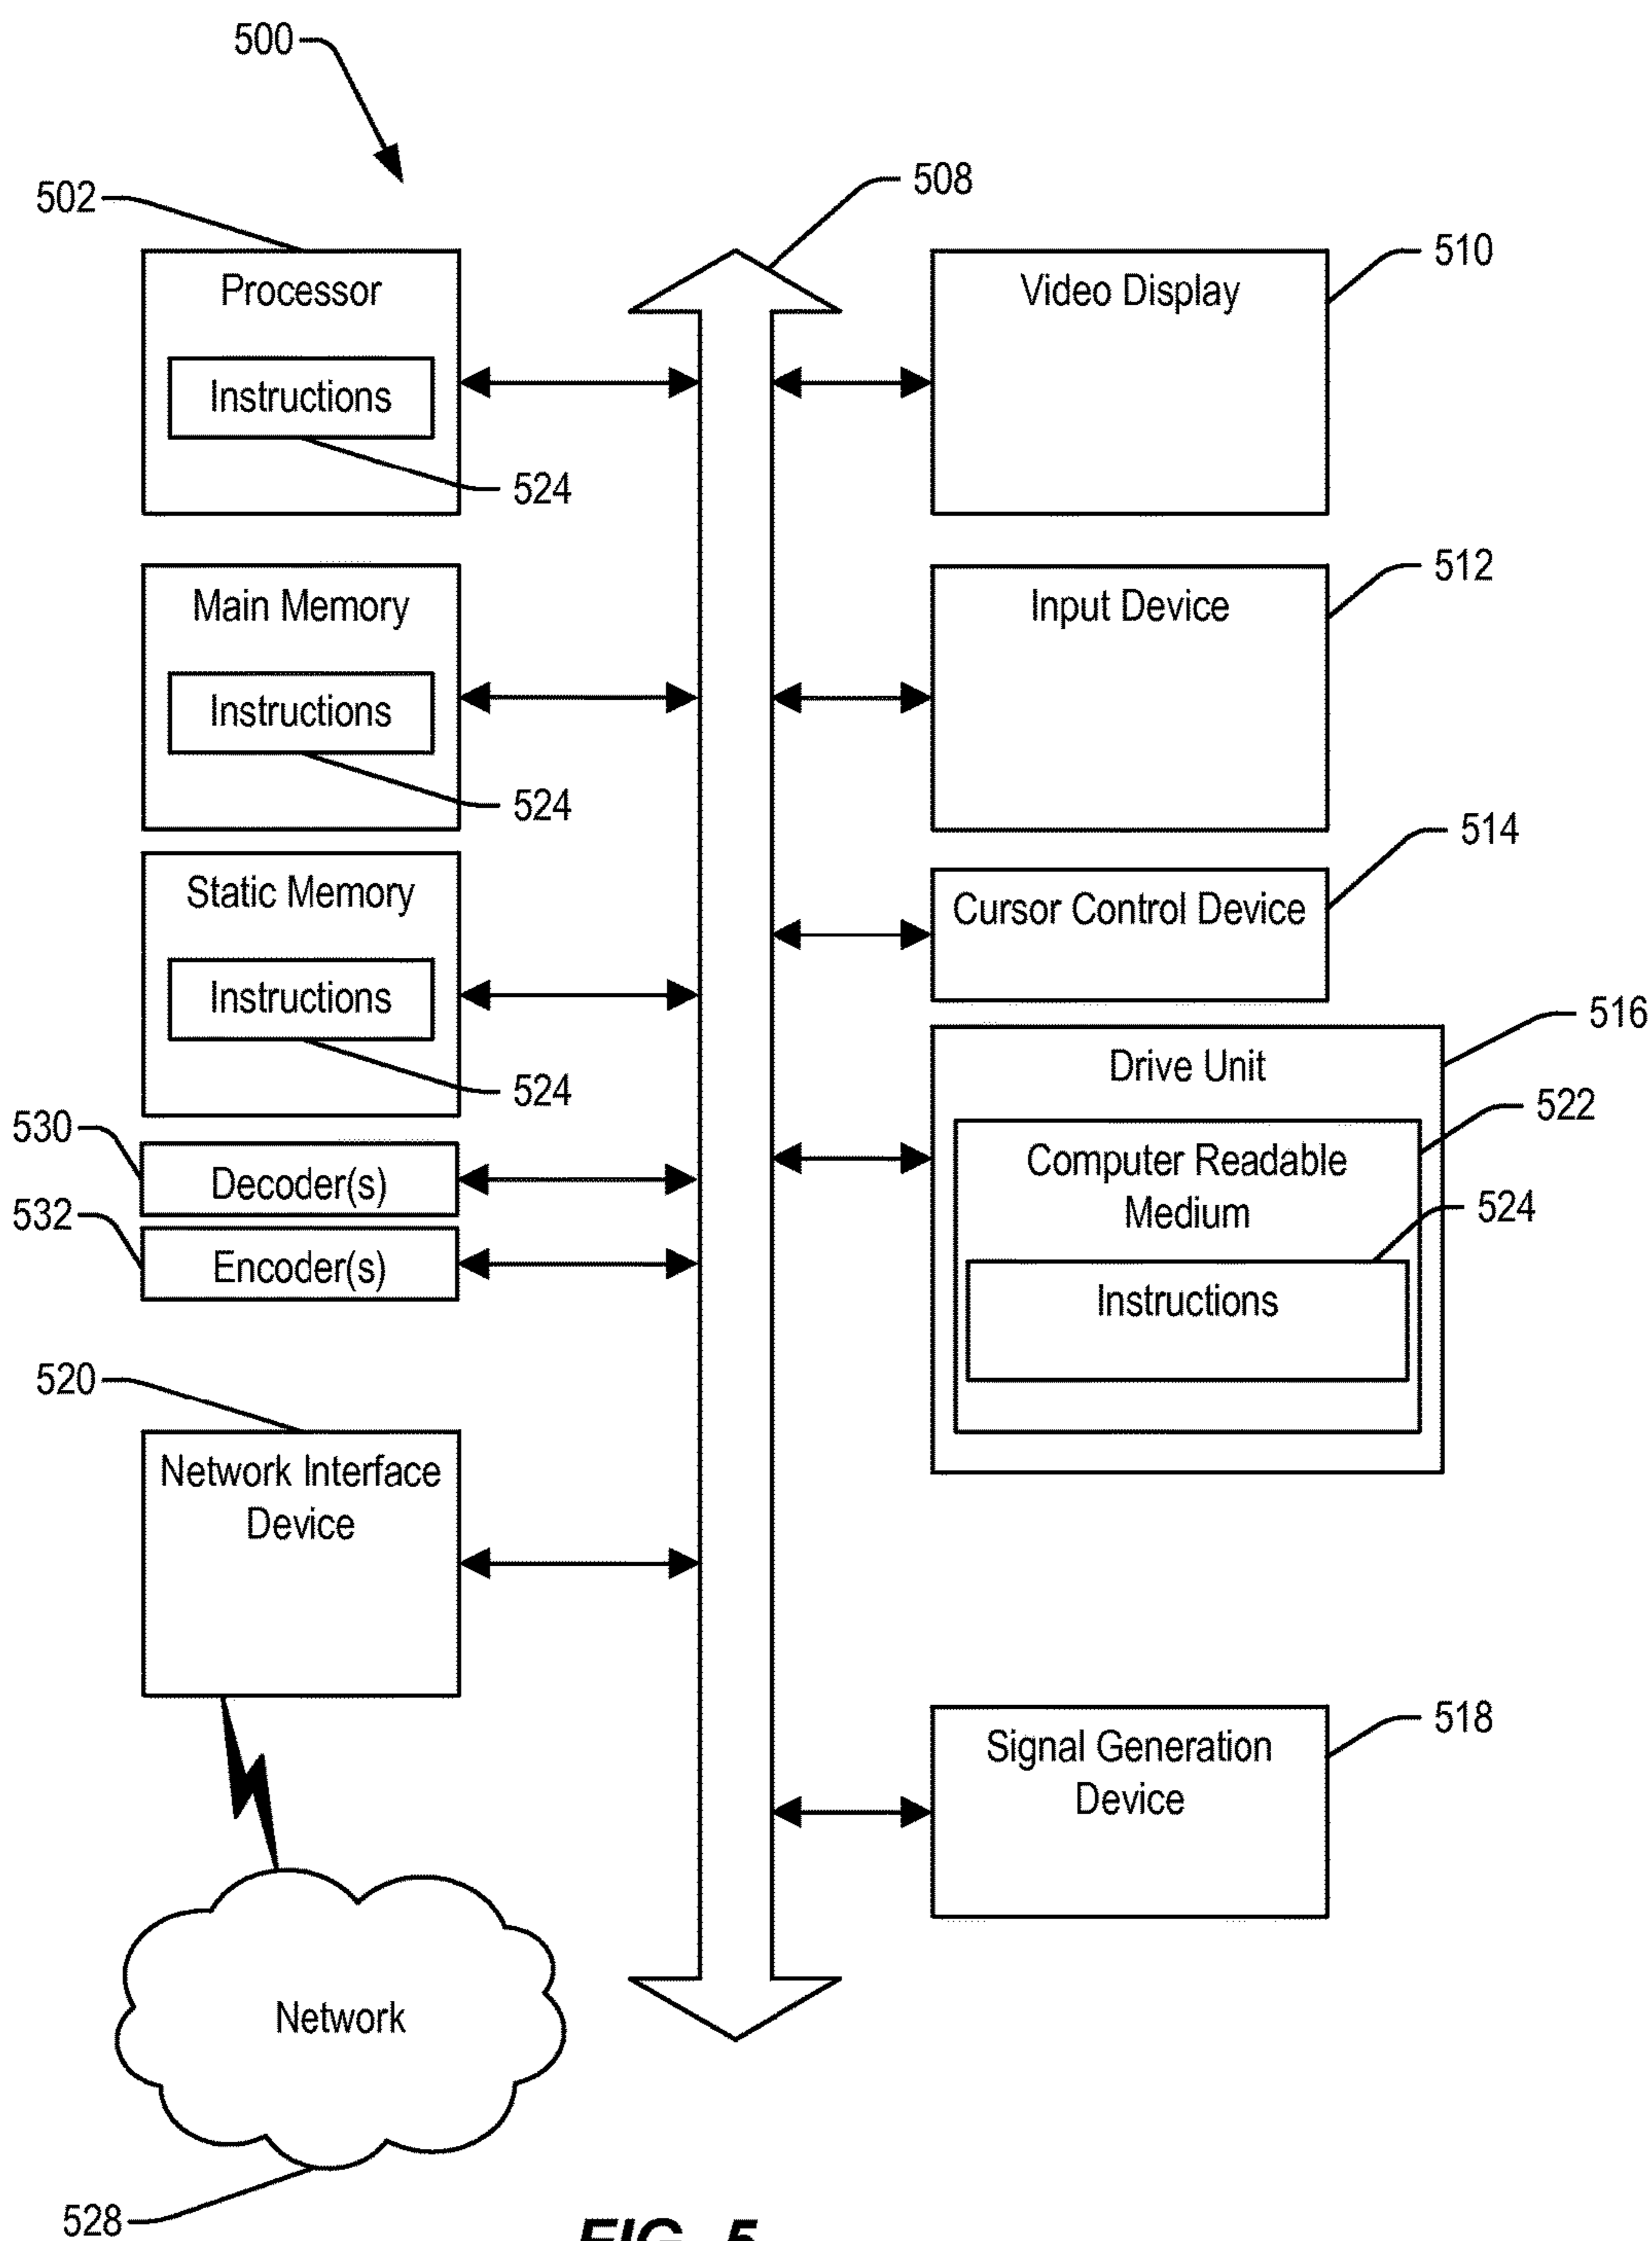 500
502
508
510
Processor
Instructions
524
Video Display
512
Main Memory
Instructions
524
Input Device
514
Static Memory
Instructions
524
Cursor Control Device
516
Drive Unit
522
Computer Readable
Medium
524
Instructions
530
Decoder(s)
532
Encoder(s)
520
Network Interface
Device
518
Signal Generation
Device
Network
528
FIG. 5